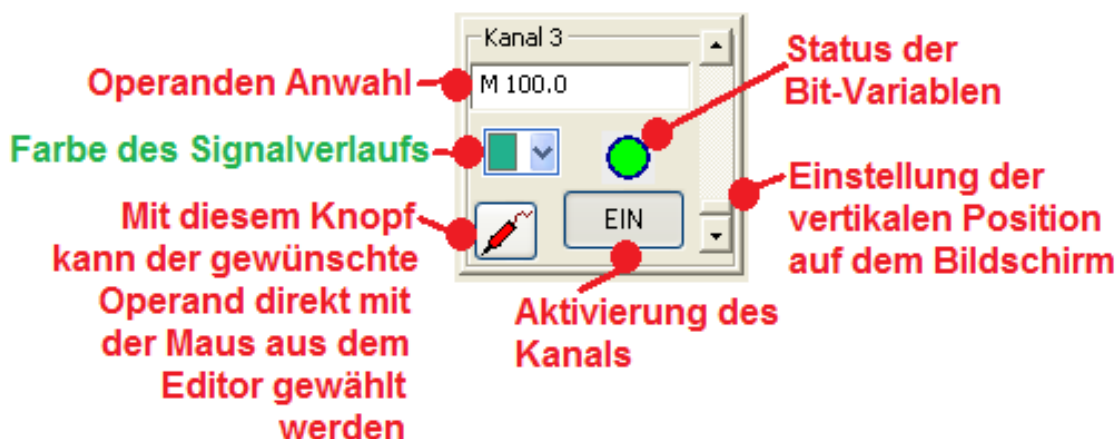 Kanal 3
M 100.0
EIN
Operanden Anwahl
Farbe des Signalverlaufs
Mit diesem Knopf
kann der gewünschte
Operand direkt mit
der Maus aus dem
Editor gewählt
werden
Status der
Bit-Variablen
Einstellung der
vertikalen Position
auf dem Bildschirm
Aktivierung des
Kanals